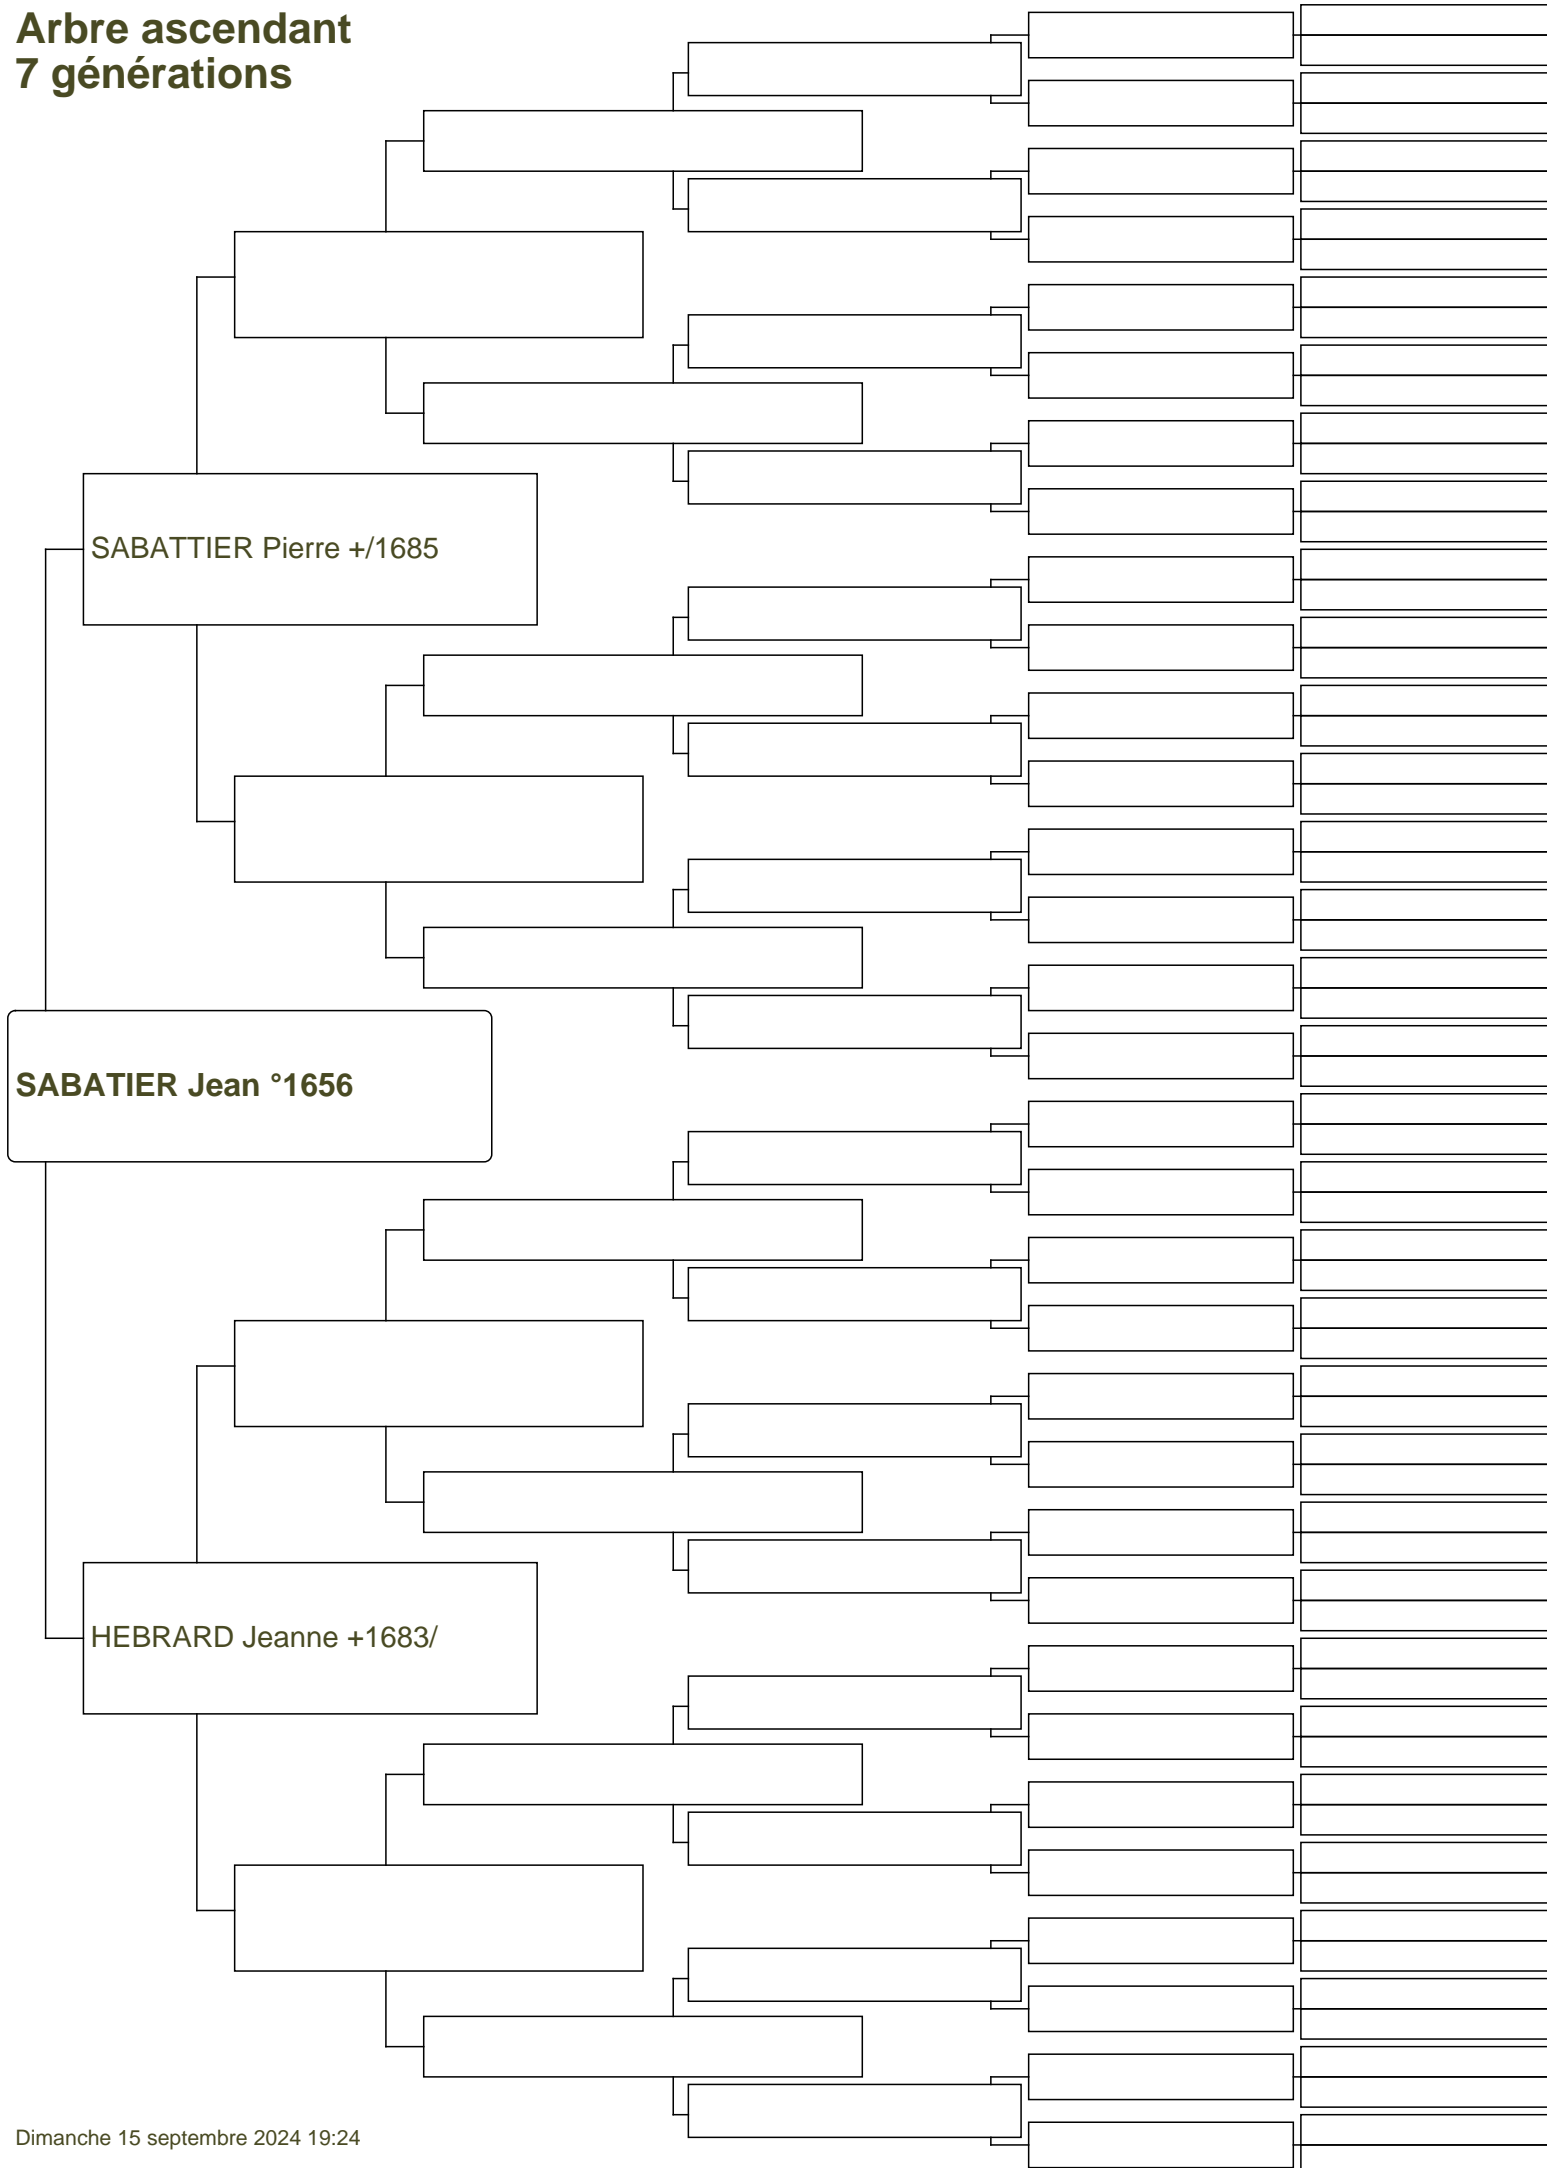 Arbre ascendant
7 générations
SABATTIER Pierre +/1685
SABATIER Jean °1656
HEBRARD Jeanne +1683/
Dimanche 15 septembre 2024 19:24